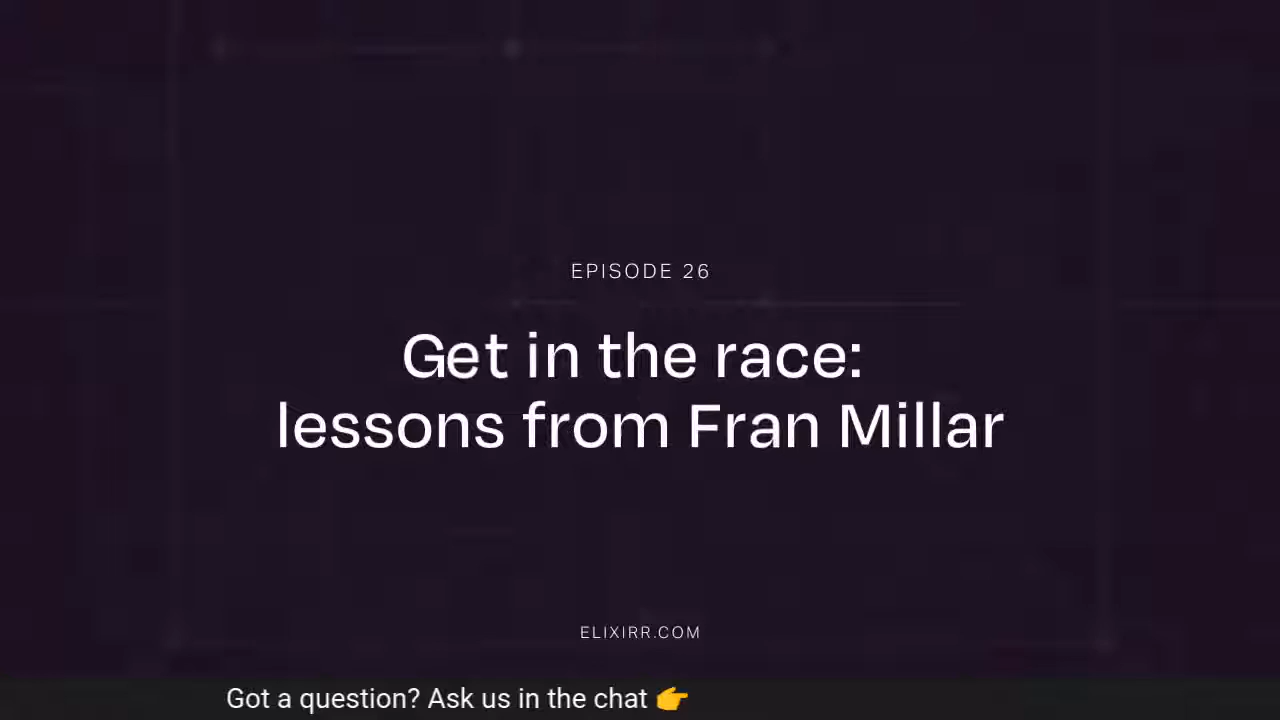 EPISODE 26
Get in the race:
lessons from Fran Millar
ELIXIRR.COM
Got a question? Ask us in the chat 👉